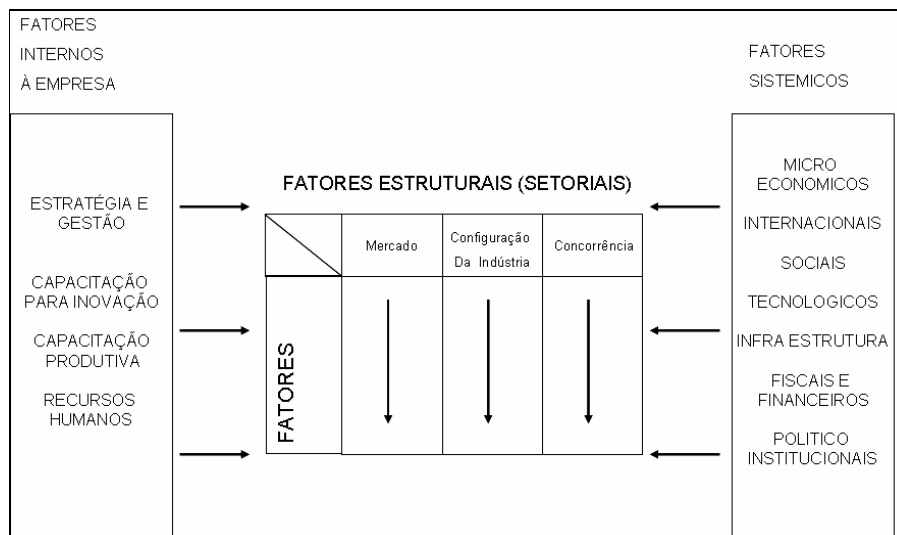 FATORES
INTERNOS
À EMPRESA
ESTRATÉGIA E
GESTÃO
CAPACITAÇÃO
PARA INOVAÇÃO
CAPACITAÇÃO
PRODUTIVA
RECURSOS
HUMANOS
FATORES ESTRUTURAIS (SETORIAIS)
Mercado
Configuração
Da Indústria
Concorrência
FATORES
FATORES
SISTEMICOS
MICRO
ECONOMICOS
INTERNACIONAIS
SOCIAIS
TECNOLOGICOS
INFRA ESTRUTURA
FISCAIS E
FINANCEIROS
POLITICO
INSTITUCIONAIS